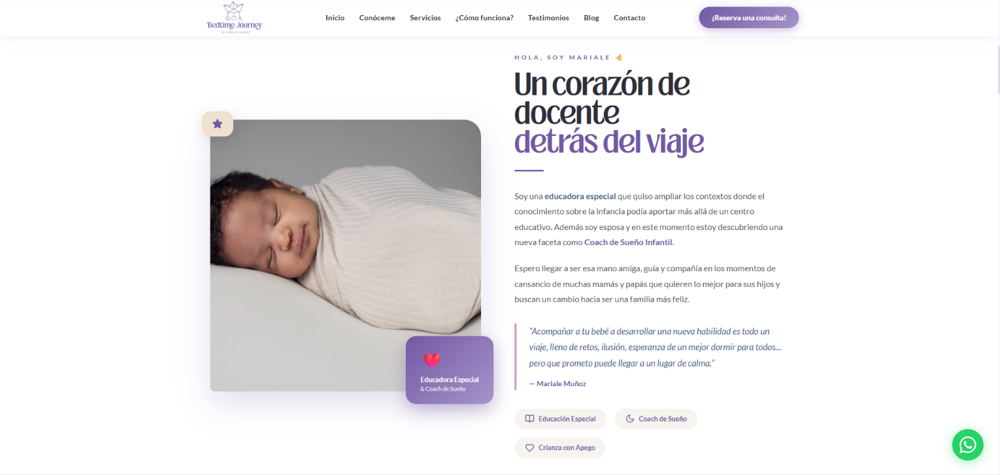 Bedtime Journey
Inicio
Conóceme
Servicios
¿Cómo funciona?
Testimonios
Blog
Contacto
¡Reserva una consulta!
HOLA, SOY MARIALE
Un corazón de
docente
detrás del viaje
Soy una educadora especial que quiso ampliar los contextos donde el
conocimiento sobre la infancia podía aportar más allá de un centro
educativo. Además soy esposa y en este momento estoy descubriendo una
nueva faceta como Coach de Sueño Infantil.
Espero llegar a ser esa mano amiga, guía y compañía en los momentos de
cansancio de muchas mamás y papás que quieren lo mejor para sus hijos y
buscan un cambio hacia ser una familia más feliz.
"Acompañar a tu bebé a desarrollar una nueva habilidad es todo un
viaje, lleno de retos, ilusión, esperanza de un mejor dormir para todos...
pero que prometo puede llegar a un lugar de calma."
— Mariale Muñoz
Educadora Especial
& Coach de Sueño
Educación Especial
Coach de Sueño
Crianza con Apego